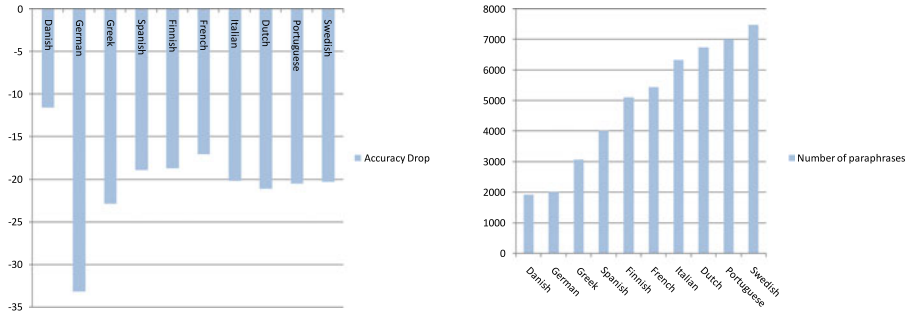 0
-5
-10
-15
-20
-25
-30
-35
Danish
German
Greek
Spanish
Finnish
French
Italian
Dutch
Portuguese
Swedish
Accuracy Drop
8000
7000
6000
5000
4000
3000
2000
1000
0
Danish
German
Greek
Spanish
Finnish
French
Italian
Dutch
Portuguese
Swedish
Number of paraphrases